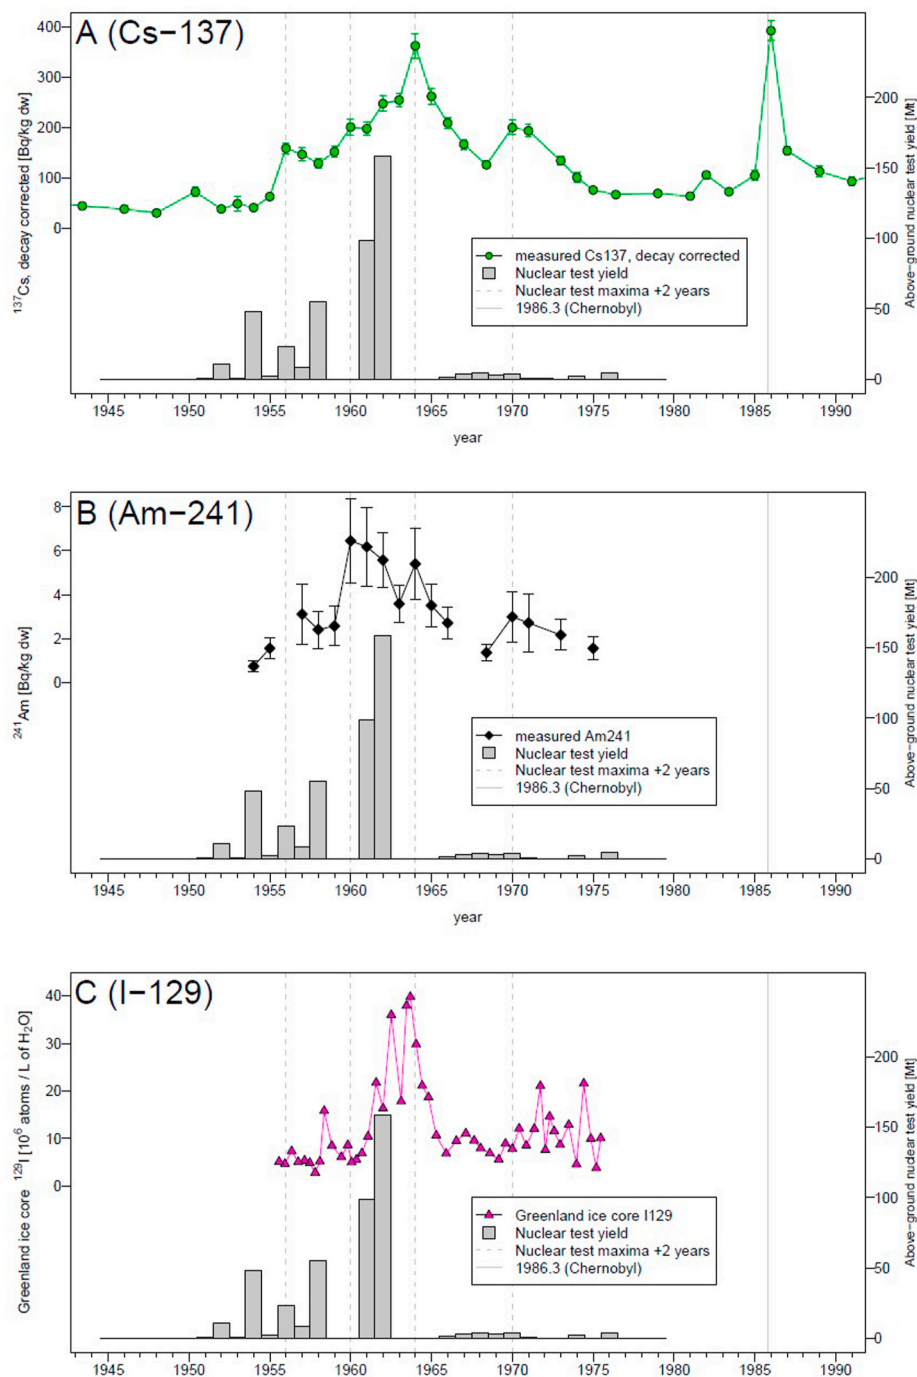 A (Cs−137)
400
300
200
100
0
¹³⁷Cs, decay corrected [Bq/kg dw]
200
150
100
50
0
Above−ground nuclear test yield [Mt]
measured Cs137, decay corrected
Nuclear test yield
Nuclear test maxima +2 years
1986.3 (Chernobyl)
1945 1950 1955 1960 1965 1970 1975 1980 1985 1990
year
B (Am−241)
8
6
4
2
0
²⁴¹Am [Bq/kg dw]
200
150
100
50
0
Above−ground nuclear test yield [Mt]
measured Am241
Nuclear test yield
Nuclear test maxima +2 years
1986.3 (Chernobyl)
1945 1950 1955 1960 1965 1970 1975 1980 1985 1990
year
C (I−129)
40
30
20
10
0
Greenland ice core ¹²⁹I [10⁶ atoms / L of H₂O]
200
150
100
50
0
Above−ground nuclear test yield [Mt]
Greenland ice core I129
Nuclear test yield
Nuclear test maxima +2 years
1986.3 (Chernobyl)
1945 1950 1955 1960 1965 1970 1975 1980 1985 1990